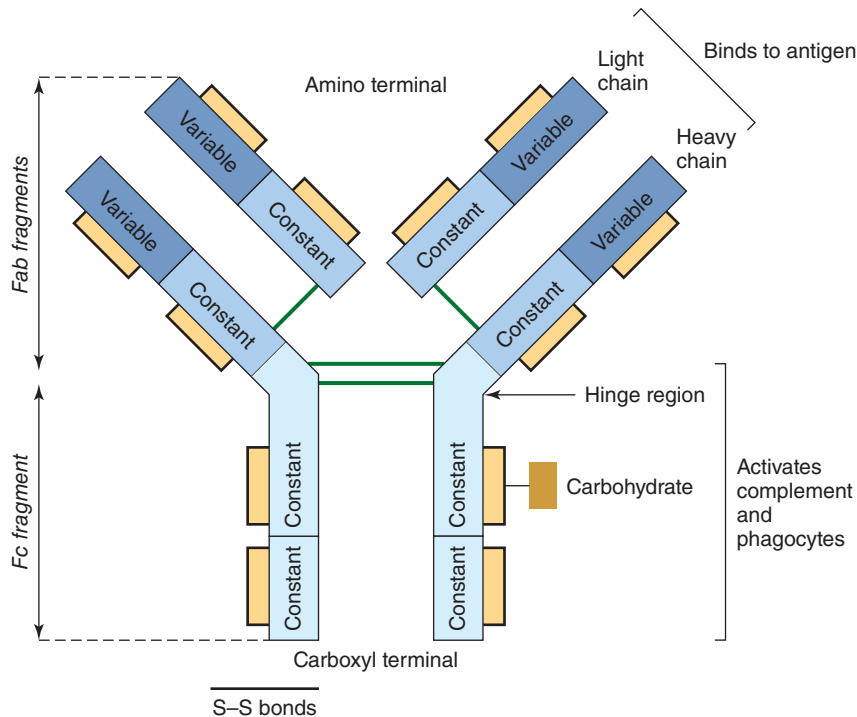 Amino terminal
Light
chain
Binds to antigen
Heavy
chain
Variable
Constant
Variable
Constant
Variable
Constant
Variable
Constant
Fab fragments
Hinge region
Constant
Constant
Constant
Constant
Carbohydrate
Activates
complement
and
phagocytes
Fc fragment
Carboxyl terminal
S–S bonds